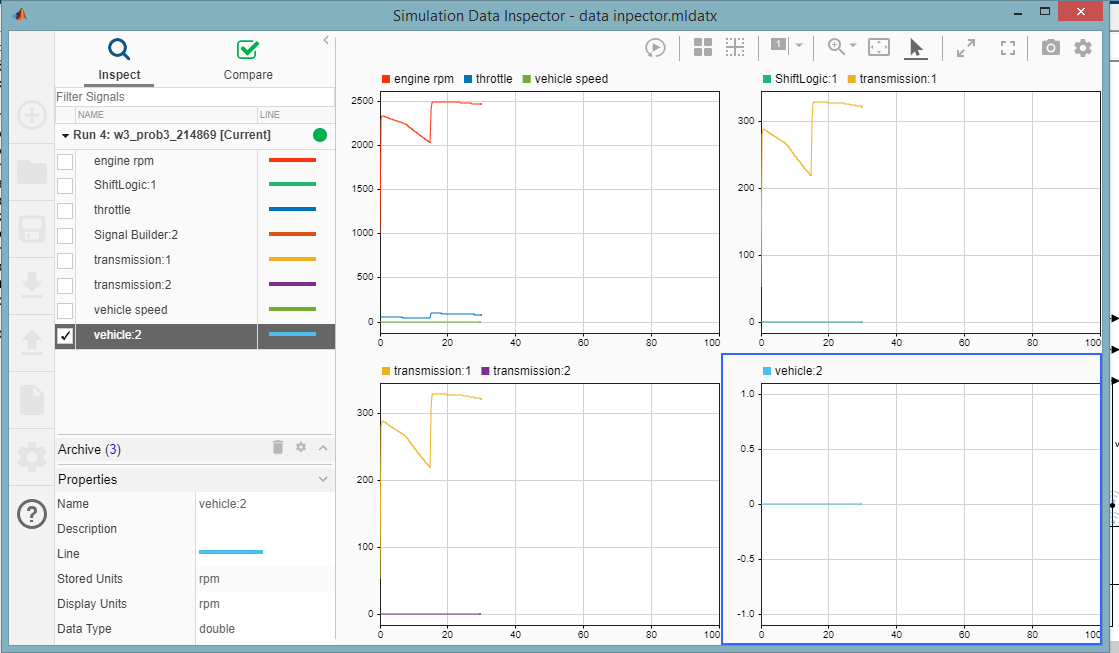 Simulation Data Inspector - data inpector.mldatx
Inspect
Compare
Filter Signals
NAME LINE
Run 4: w3_prob3_214869 [Current]
engine rpm
ShiftLogic:1
throttle
Signal Builder:2
transmission:1
transmission:2
vehicle speed
vehicle:2
Archive (3)
Properties
Name vehicle:2
Description
Line
Stored Units rpm
Display Units rpm
Data Type double
1
engine rpm throttle vehicle speed
2500
2000
1500
1000
500
0
0 20 40 60 80 100
ShiftLogic:1 transmission:1
300
200
100
0
0 20 40 60 80 100
transmission:1 transmission:2
300
200
100
0
0 20 40 60 80 100
vehicle:2
1.0
0.5
0
-0.5
-1.0
0 20 40 60 80 100